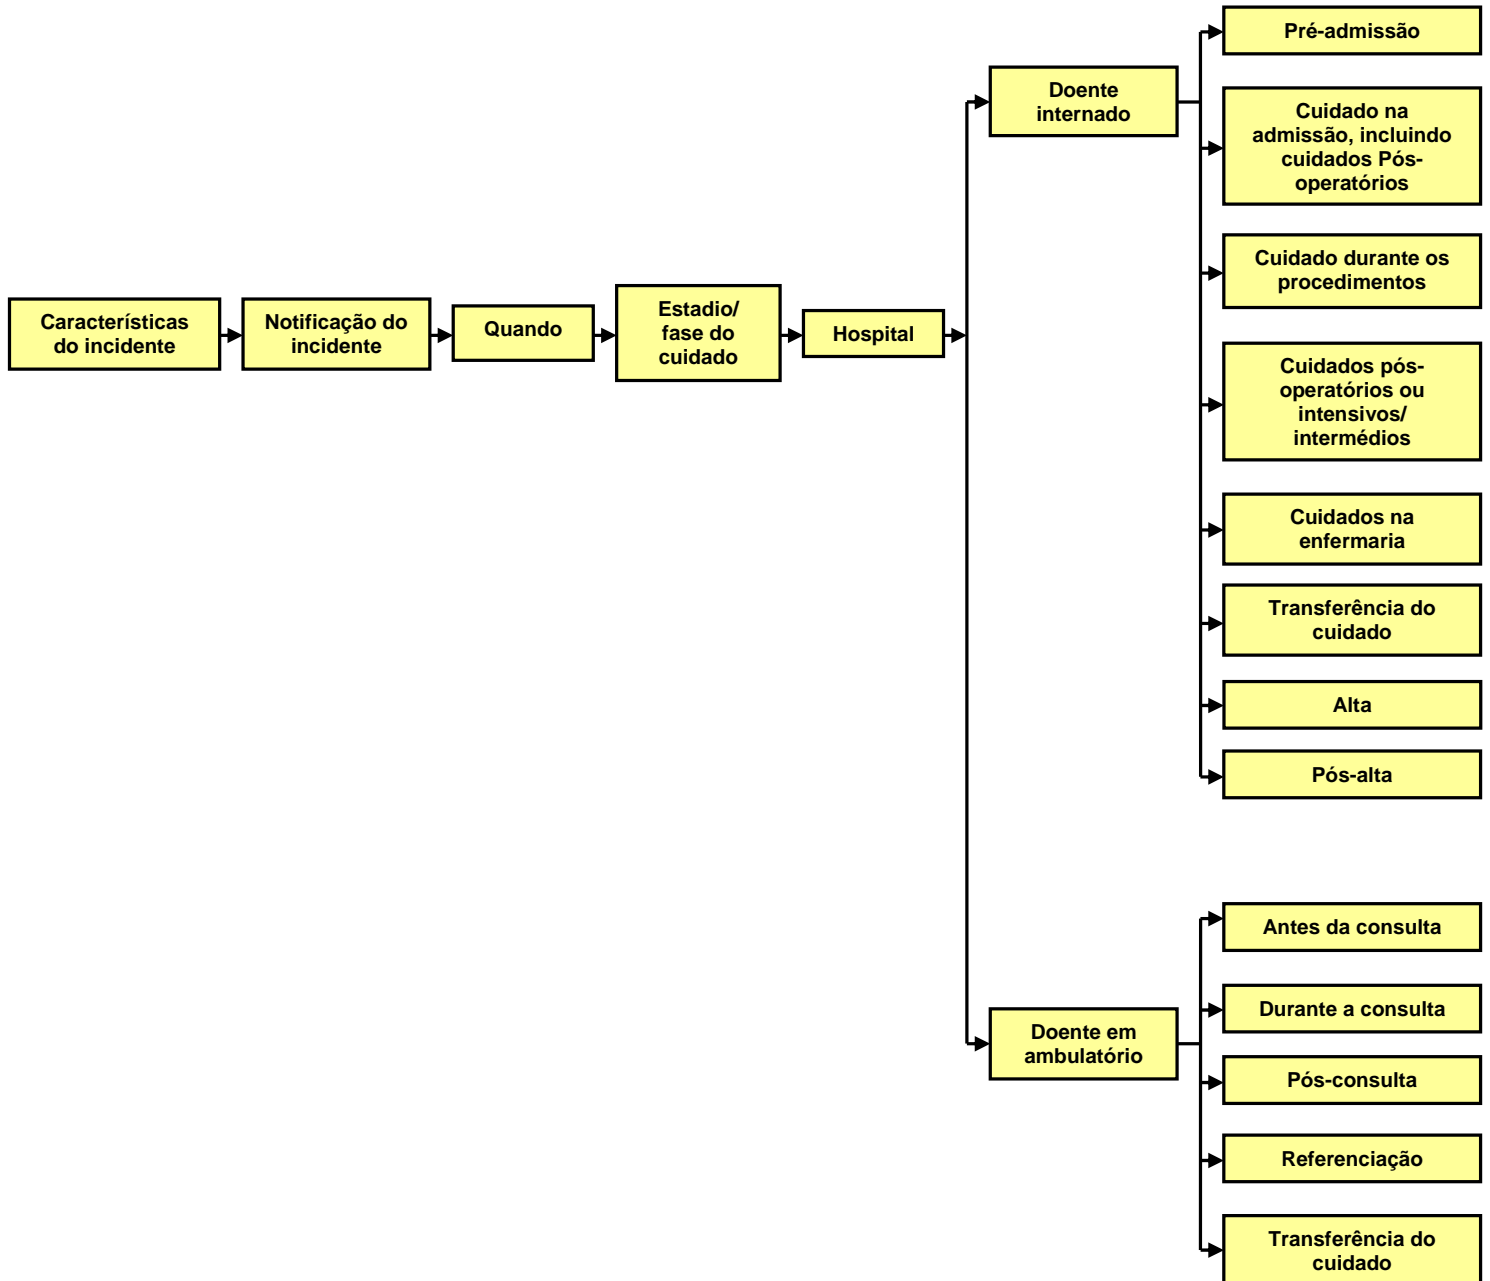 Características
do incidente
Notificação do
incidente
Quando
Estadio/
fase do
cuidado
Hospital
Doente
internado
Pré-admissão
Cuidado na
admissão, incluindo
cuidados Pós-
operatórios
Cuidado durante os
procedimentos
Cuidados pós-
operatórios ou
intensivos/
intermédios
Cuidados na
enfermaria
Transferência do
cuidado
Alta
Pós-alta
Doente em
ambulatório
Antes da consulta
Durante a consulta
Pós-consulta
Referenciação
Transferência do
cuidado